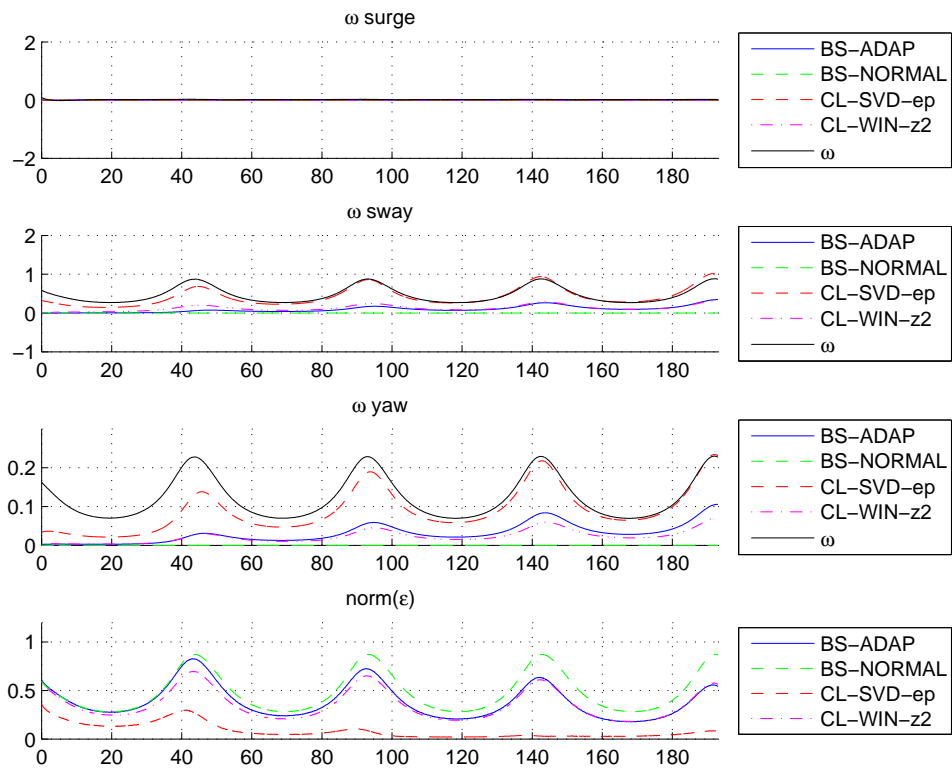 ω surge
2
0
−2
0 20 40 60 80 100 120 140 160 180
BS−ADAP
BS−NORMAL
CL−SVD−ep
CL−WIN−z2
ω
ω sway
2
1
0
−1
0 20 40 60 80 100 120 140 160 180
BS−ADAP
BS−NORMAL
CL−SVD−ep
CL−WIN−z2
ω
ω yaw
0.2
0.1
0
0 20 40 60 80 100 120 140 160 180
BS−ADAP
BS−NORMAL
CL−SVD−ep
CL−WIN−z2
ω
norm(ε)
1
0.5
0
0 20 40 60 80 100 120 140 160 180
BS−ADAP
BS−NORMAL
CL−SVD−ep
CL−WIN−z2